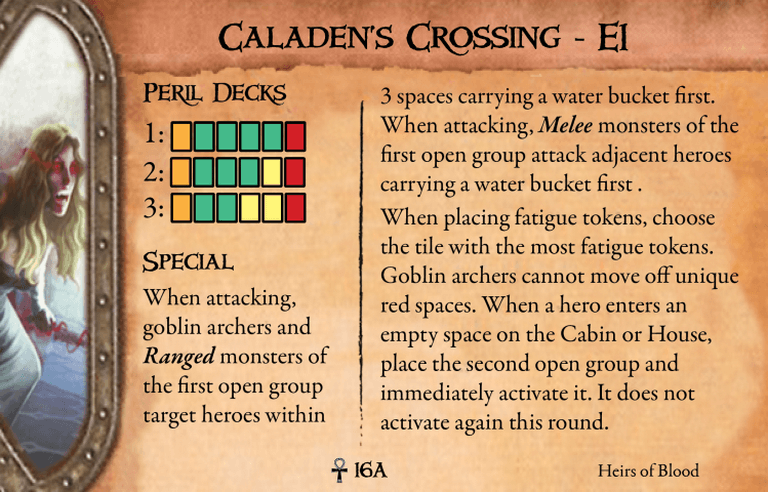 Caladen's Crossing - E1
Peril Decks
1:
2:
3:
Special
When attacking,
goblin archers and
Ranged monsters of
the first open group
target heroes within
3 spaces carrying a water bucket first.
When attacking, Melee monsters of the
first open group attack adjacent heroes
carrying a water bucket first .
When placing fatigue tokens, choose
the tile with the most fatigue tokens.
Goblin archers cannot move off unique
red spaces. When a hero enters an
empty space on the Cabin or House,
place the second open group and
immediately activate it. It does not
activate again this round.
16A
Heirs of Blood